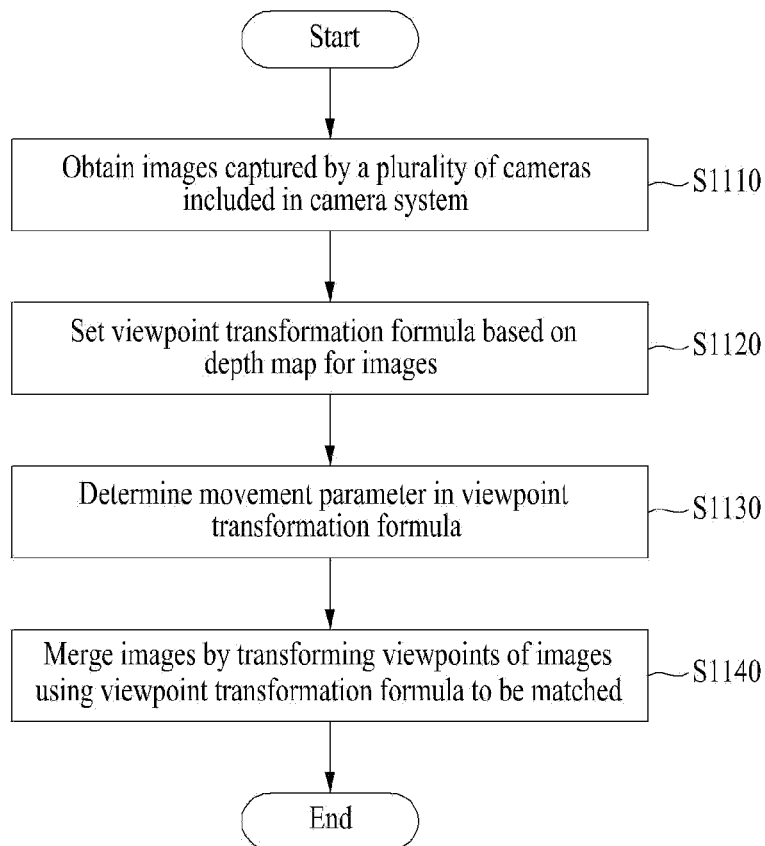 Start
Obtain images captured by a plurality of cameras
included in camera system
S1110
Set viewpoint transformation formula based on
depth map for images
S1120
Determine movement parameter in viewpoint
transformation formula
S1130
Merge images by transforming viewpoints of images
using viewpoint transformation formula to be matched
S1140
End